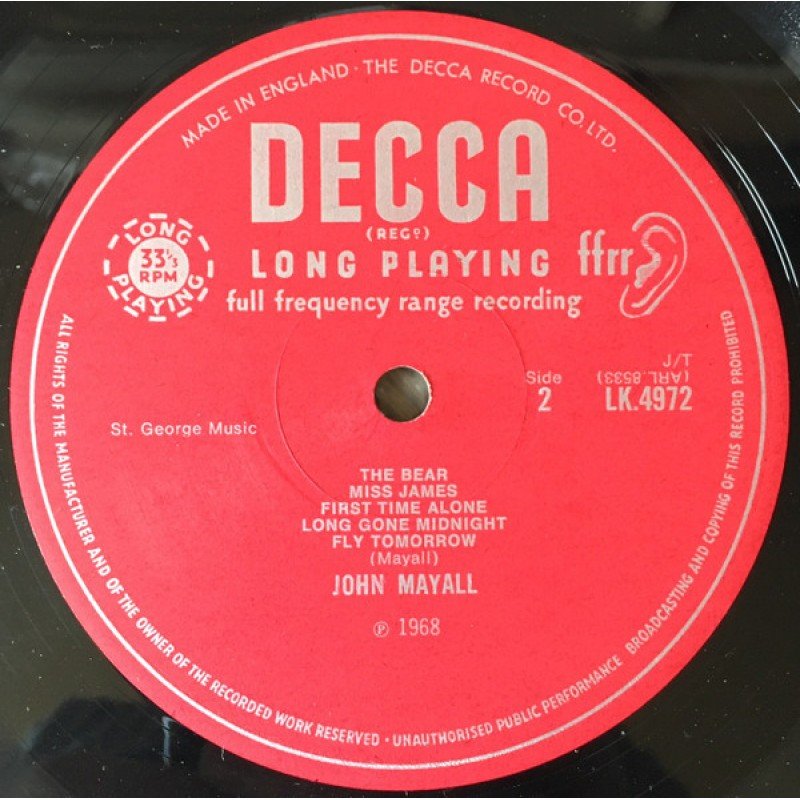 MADE IN ENGLAND · THE DECCA RECORD CO. LTD.
DECCA
(REGD)
LONG PLAYING
33⅓
RPM
LONG PLAYING
ffrr
full frequency range recording
J/T
(ARL.8533)
Side
2
LK.4972
St. George Music
THE BEAR
MISS JAMES
FIRST TIME ALONE
LONG GONE MIDNIGHT
FLY TOMORROW
(Mayall)
JOHN MAYALL
℗ 1968
ALL RIGHTS OF THE MANUFACTURER AND OF THE OWNER OF THE RECORDED WORK RESERVED · UNAUTHORISED PUBLIC PERFORMANCE BROADCASTING AND COPYING OF THIS RECORD PROHIBITED